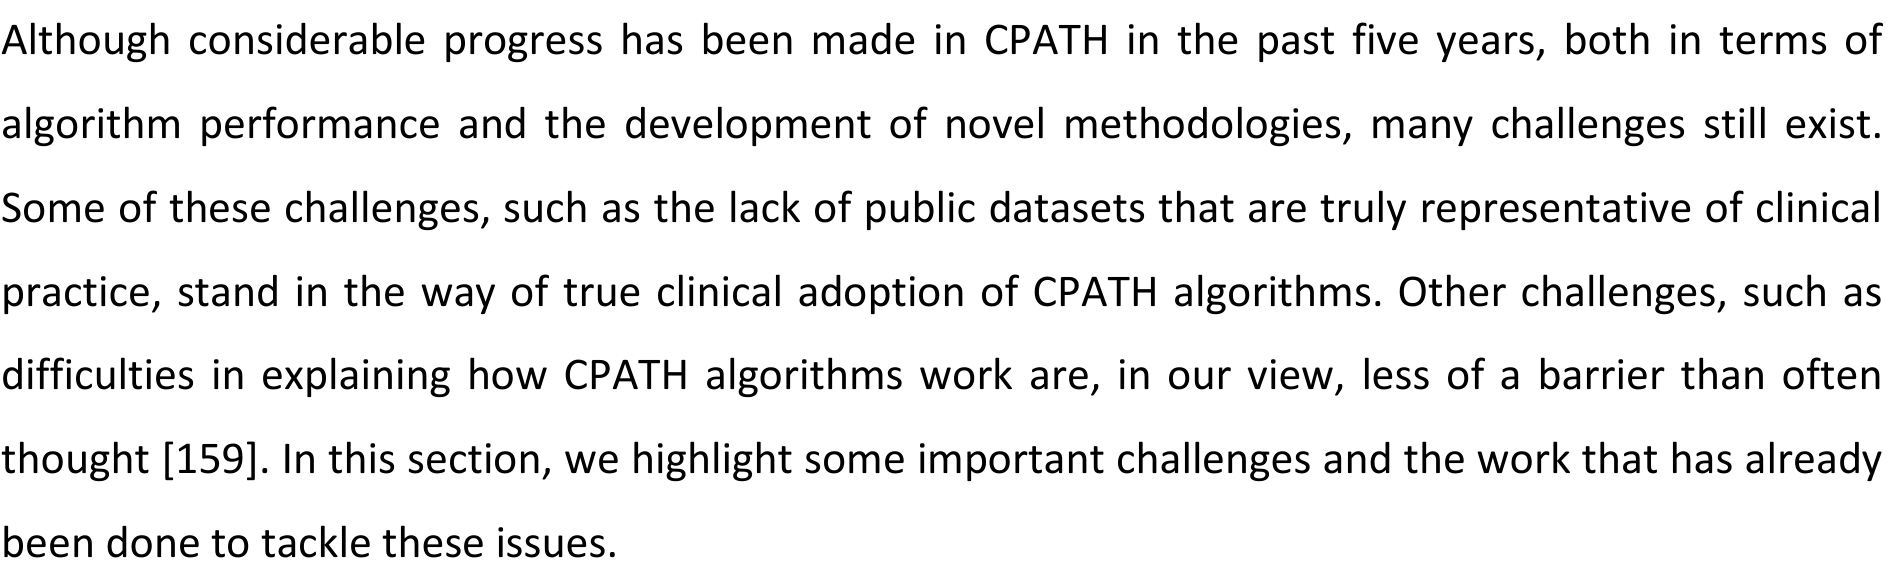 Although considerable progress has been made in CPATH in the past five years, both in terms of
algorithm performance and the development of novel methodologies, many challenges still exist.
Some of these challenges, such as the lack of public datasets that are truly representative of clinical
practice, stand in the way of true clinical adoption of CPATH algorithms. Other challenges, such as
difficulties in explaining how CPATH algorithms work are, in our view, less of a barrier than often
thought [159]. In this section, we highlight some important challenges and the work that has already
been done to tackle these issues.